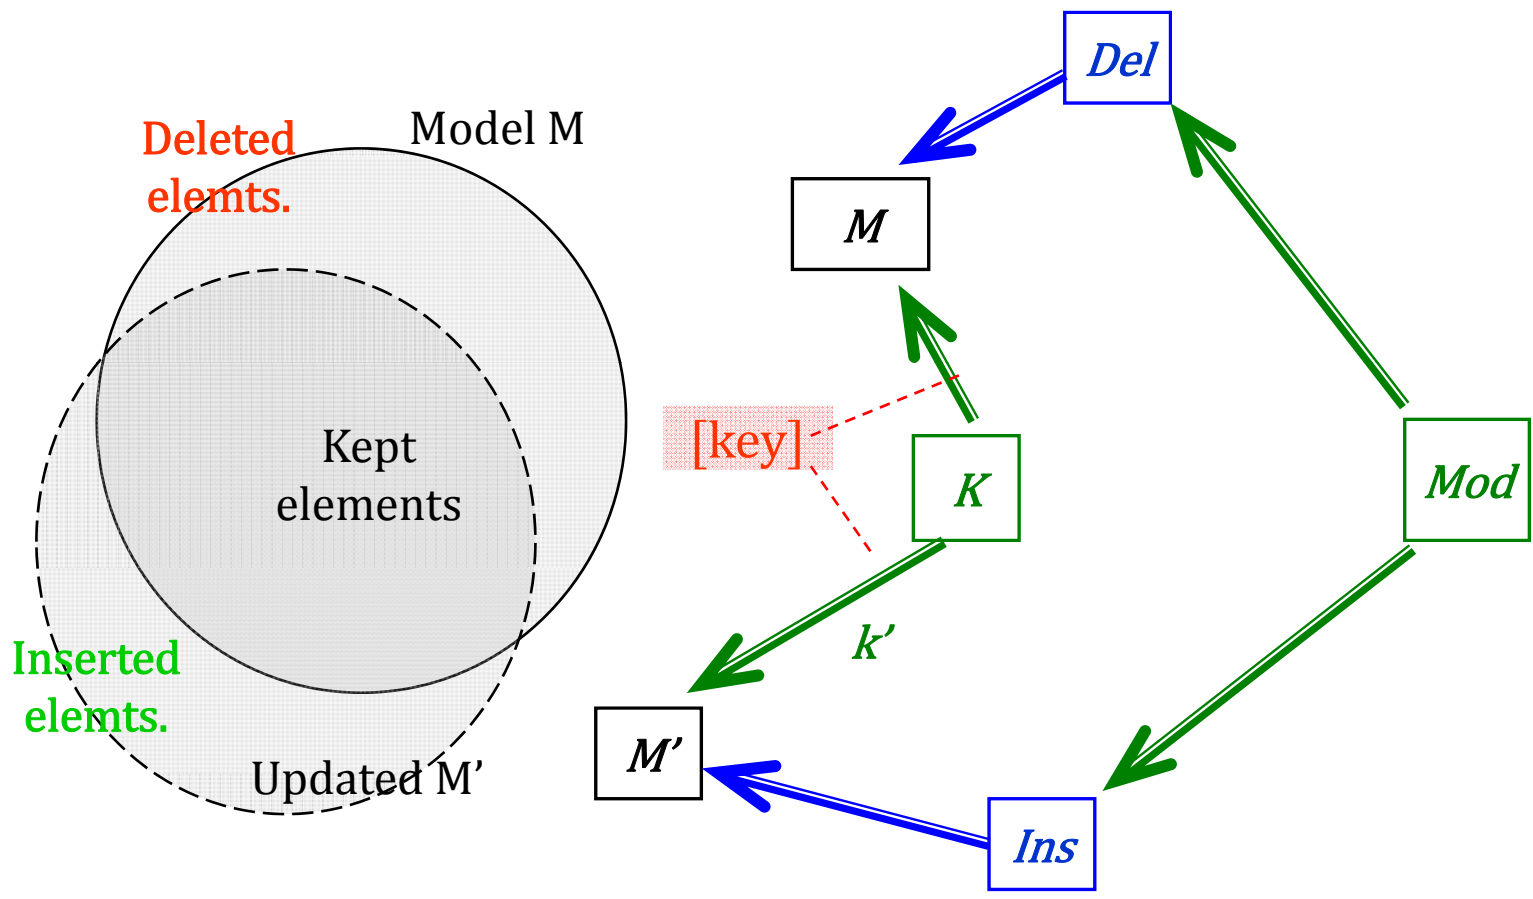 Deleted
elemts.
Model M
Kept
elements
Inserted
elemts.
Updated M’
Del
M
[key]
K
Mod
k’
M’
Ins